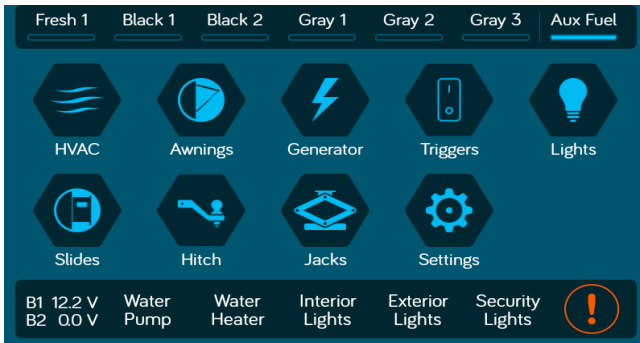 Fresh 1 Black 1 Black 2 Gray 1 Gray 2 Gray 3 Aux Fuel
HVAC Awnings Generator Triggers Lights
Slides Hitch Jacks Settings
B1 12.2 V Water Water Interior Exterior Security
B2 0.0 V Pump Heater Lights Lights Lights
!